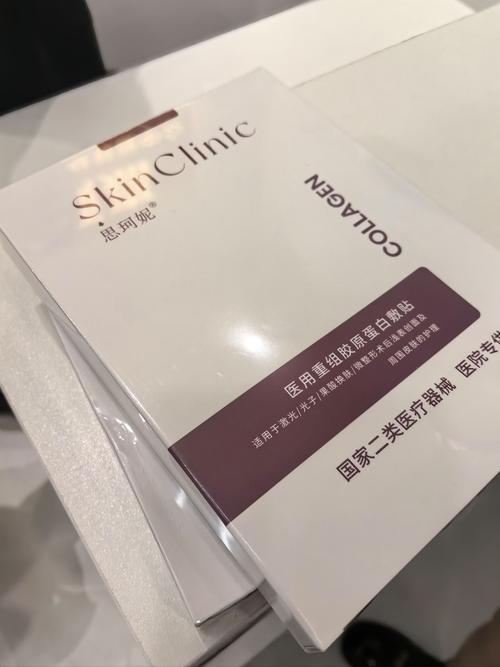 SkinClinic
思珂妮®
COLLAGEN
医用重组胶原蛋白敷贴
适用于激光/光子/果酸换肤/微整形术后浅表创面及
周围皮肤的护理
国家二类医疗器械 医院专供